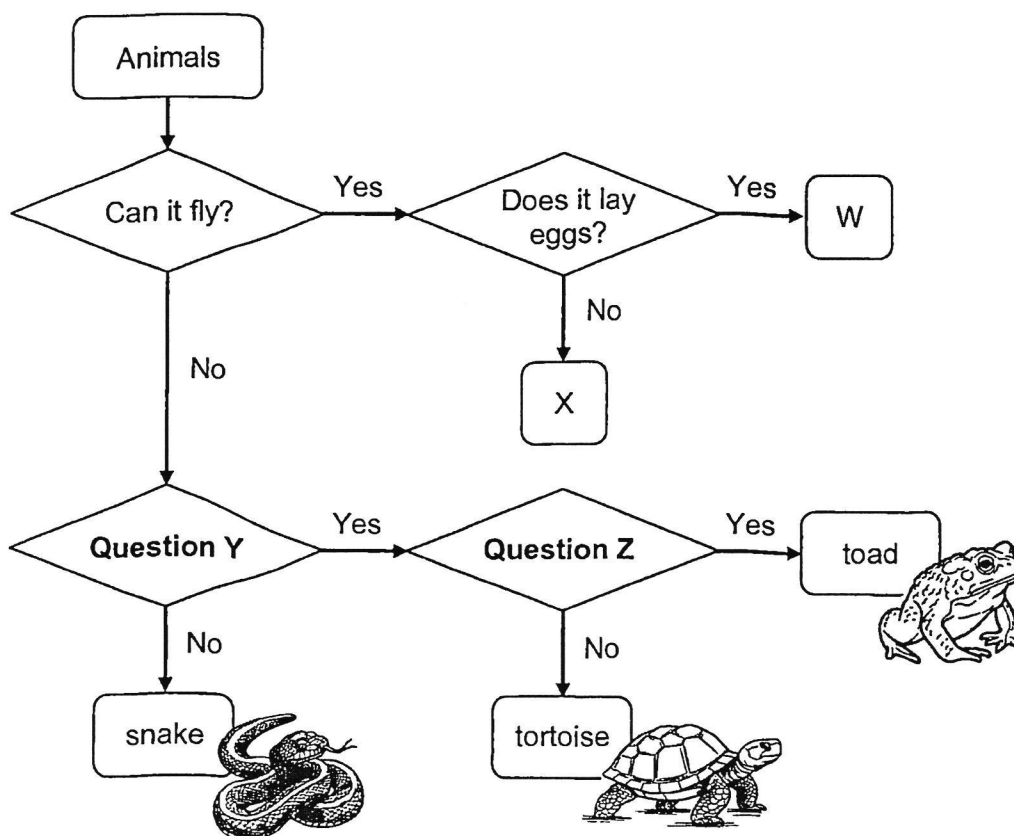 Animals
Can it fly?
Yes
Does it lay
eggs?
Yes
W
No
No
X
Question Y
Yes
Question Z
Yes
toad
No
No
snake
tortoise